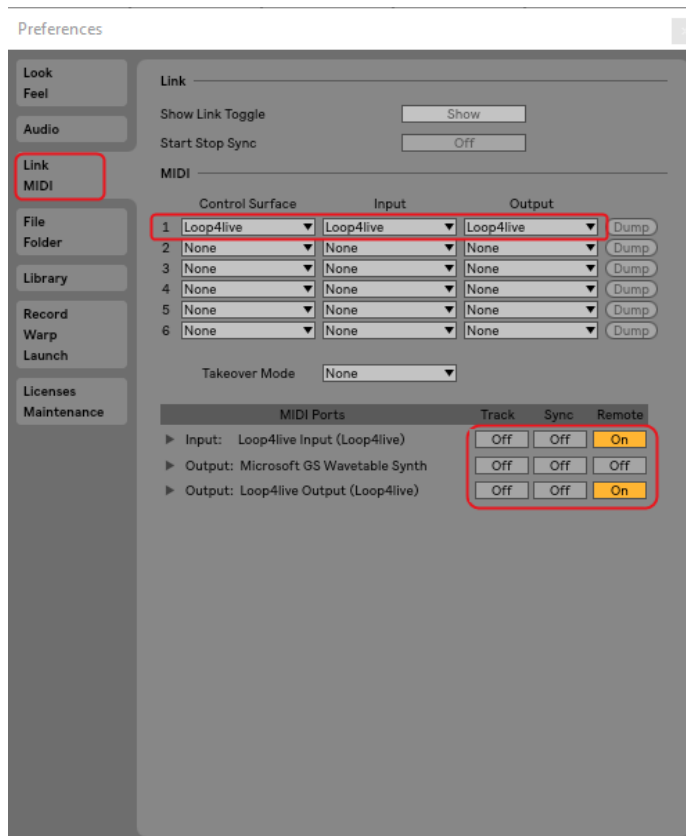 Preferences
Look
Feel
Audio
Link
MIDI
File
Folder
Library
Record
Warp
Launch
Licenses
Maintenance
Link
Show Link Toggle Show
Start Stop Sync Off
MIDI
Control Surface Input Output
1 Loop4live Loop4live Loop4live Dump
2 None None None Dump
3 None None None Dump
4 None None None Dump
5 None None None Dump
6 None None None Dump
Takeover Mode None
MIDI Ports Track Sync Remote
Input: Loop4live Input (Loop4live) Off Off On
Output: Microsoft GS Wavetable Synth Off Off Off
Output: Loop4live Output (Loop4live) Off Off On